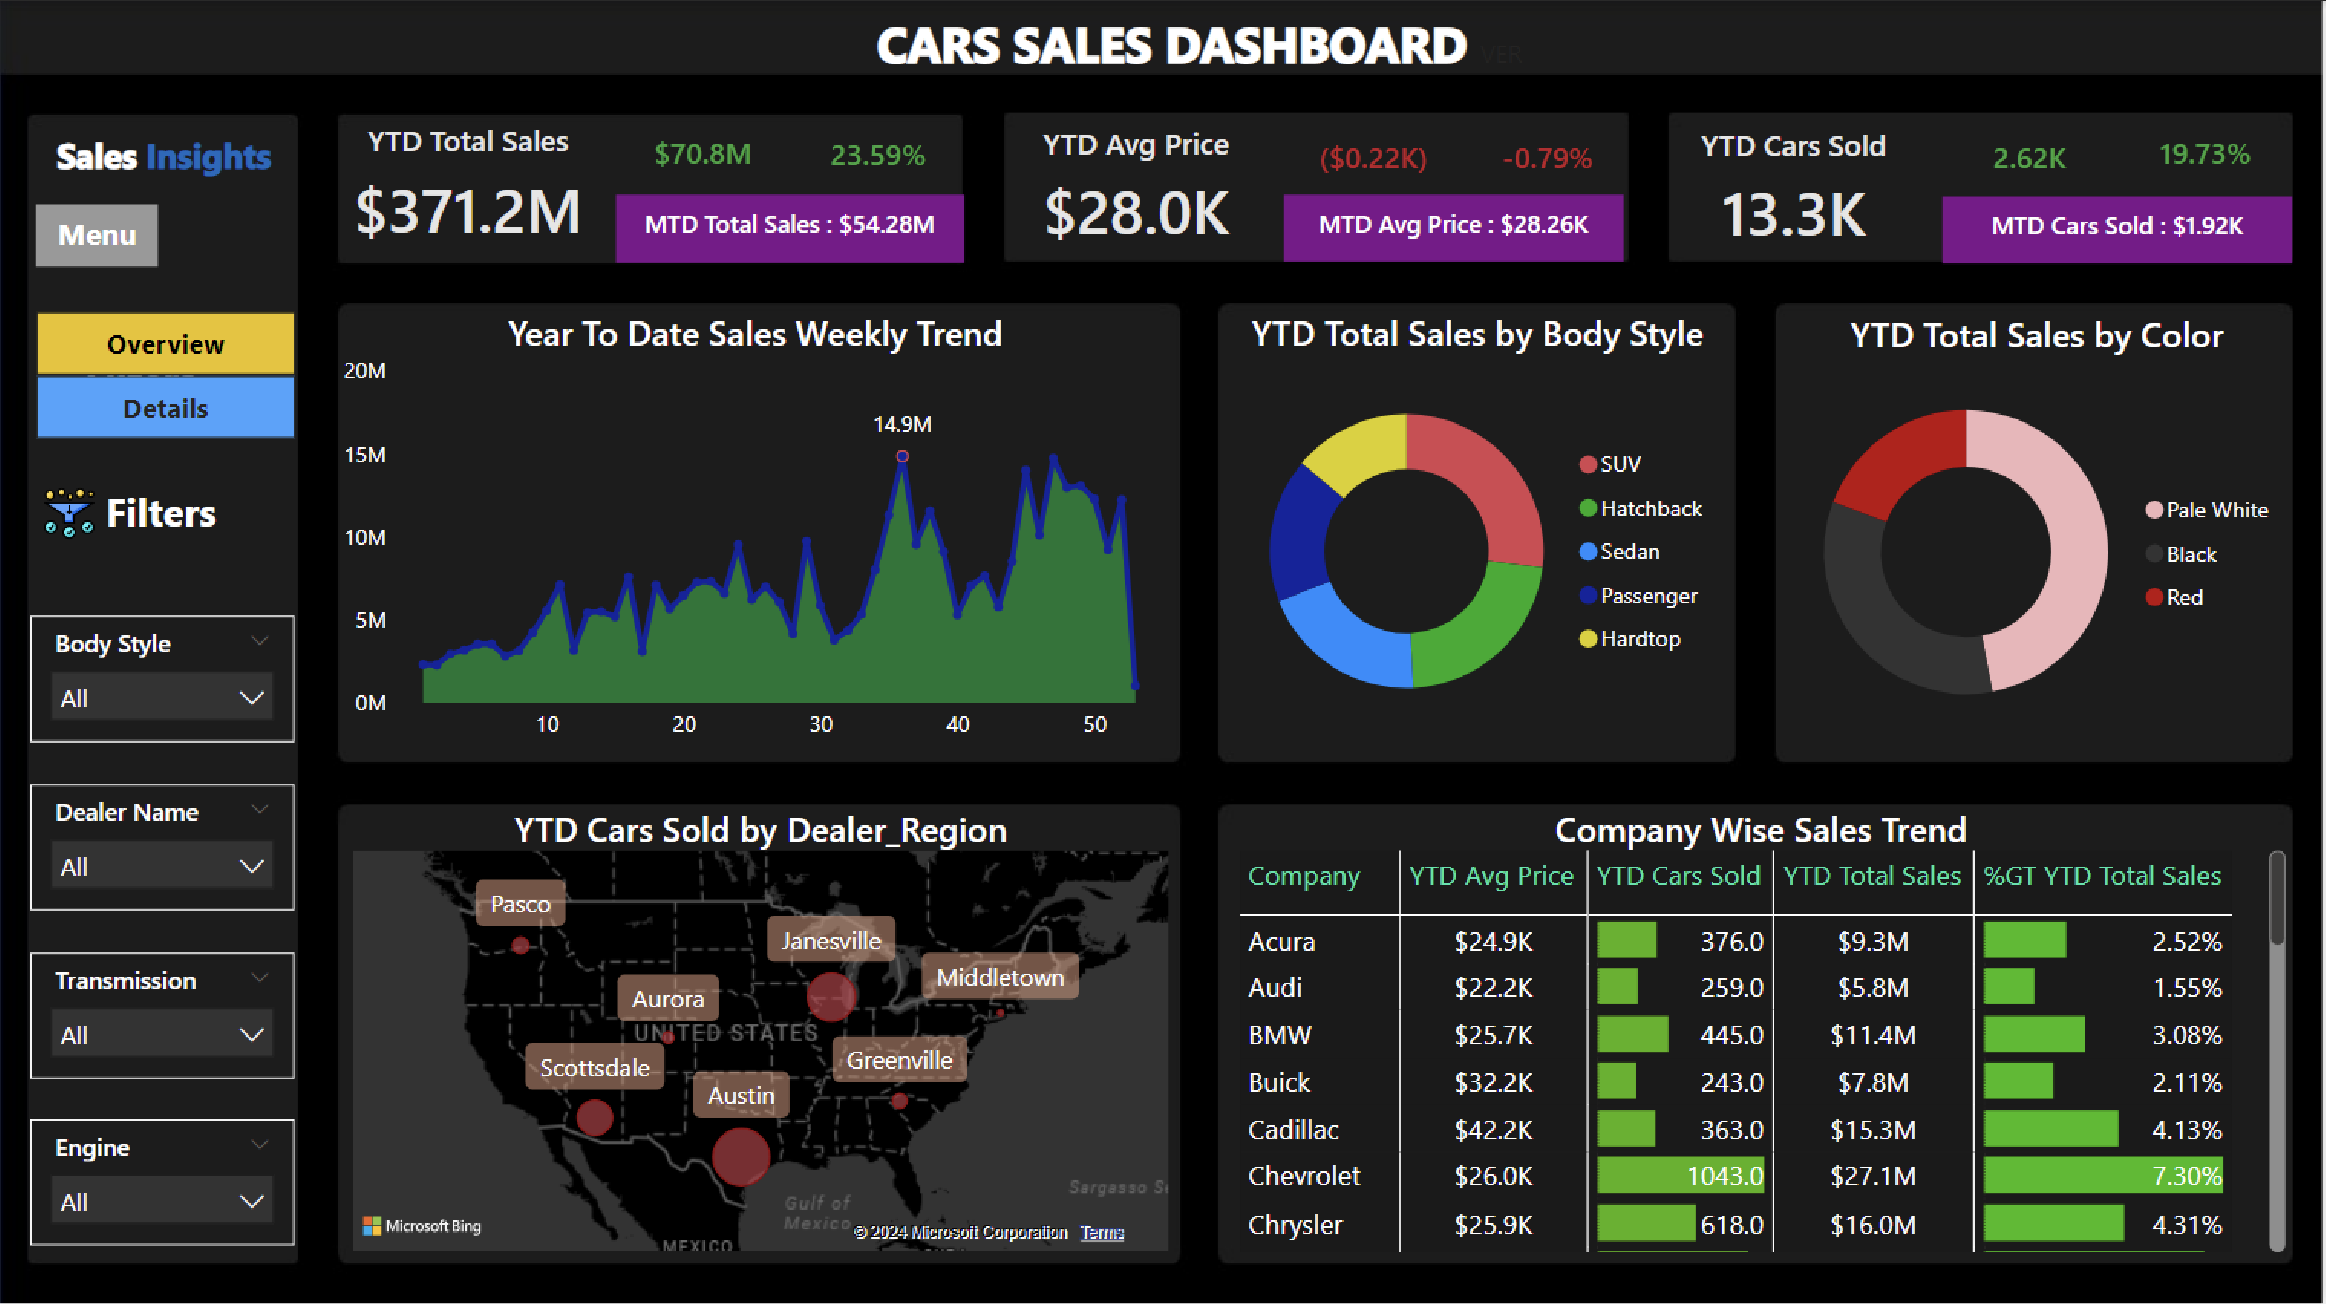 CARS SALES DASHBOARD
VER
Sales Insights
Menu
Overview
Details
Filters
Body Style
All
Dealer Name
All
Transmission
All
Engine
All
YTD Total Sales
$70.8M
23.59%
$371.2M
MTD Total Sales : $54.28M
YTD Avg Price
($0.22K)
-0.79%
$28.0K
MTD Avg Price : $28.26K
YTD Cars Sold
2.62K
19.73%
13.3K
MTD Cars Sold : $1.92K
Year To Date Sales Weekly Trend
20M
15M
10M
5M
0M
14.9M
10 20 30 40 50
YTD Total Sales by Body Style
SUV
Hatchback
Sedan
Passenger
Hardtop
YTD Total Sales by Color
Pale White
Black
Red
YTD Cars Sold by Dealer_Region
Pasco
Janesville
Middletown
Aurora
UNITED STATES
Greenville
Scottsdale
Austin
Sargasso S
Gulf of
Mexico
MEXICO
Microsoft Bing
© 2024 Microsoft Corporation Terms
Company Wise Sales Trend
Company YTD Avg Price YTD Cars Sold YTD Total Sales %GT YTD Total Sales
Acura $24.9K 376.0 $9.3M 2.52%
Audi $22.2K 259.0 $5.8M 1.55%
BMW $25.7K 445.0 $11.4M 3.08%
Buick $32.2K 243.0 $7.8M 2.11%
Cadillac $42.2K 363.0 $15.3M 4.13%
Chevrolet $26.0K 1043.0 $27.1M 7.30%
Chrysler $25.9K 618.0 $16.0M 4.31%